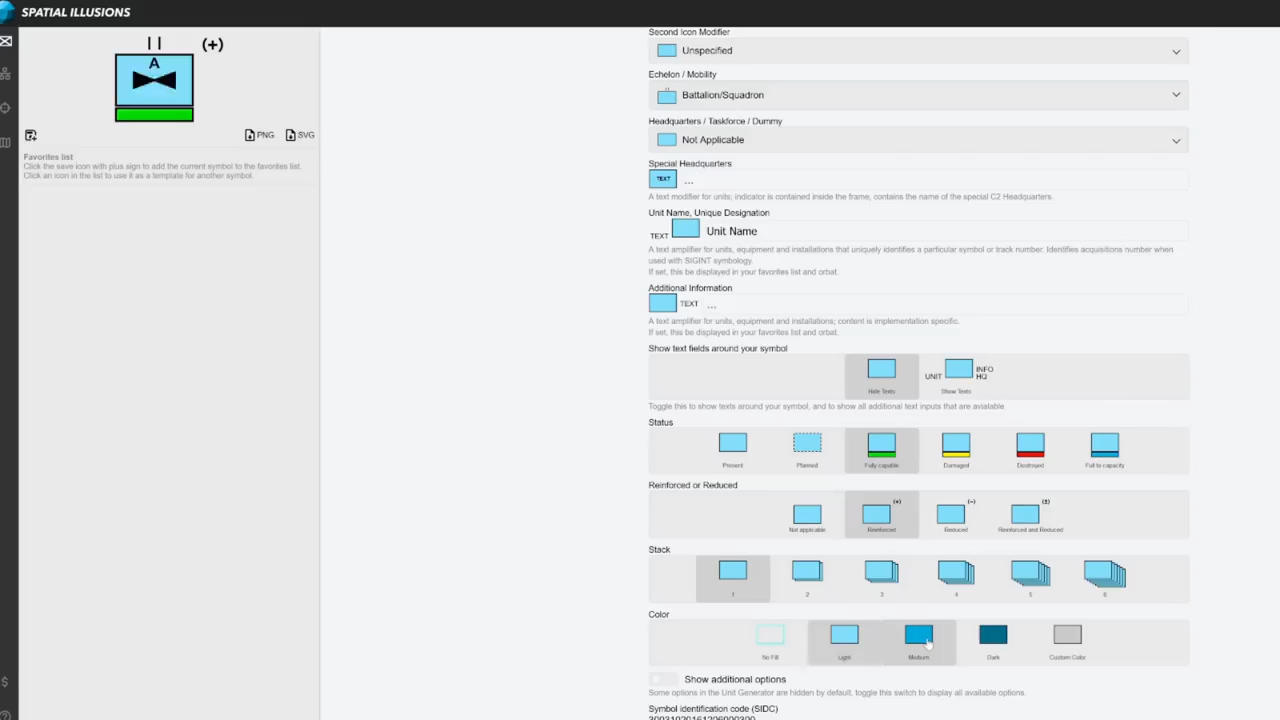 SPATIAL ILLUSIONS
| | (+)
A
PNG SVG
Favorites list
Click the save icon with plus sign to add the current symbol to the favorites list.
Click an icon in the list to use it as a template for another symbol.
Second Icon Modifier
Unspecified
Echelon / Mobility
Battalion/Squadron
Headquarters / Taskforce / Dummy
Not Applicable
Special Headquarters
TEXT ...
A text modifier for units; indicator is contained inside the frame, contains the name of the special C2 Headquarters.
Unit Name, Unique Designation
TEXT Unit Name
A text amplifier for units, equipment and installations that uniquely identifies a particular symbol or track number. Identifies acquisitions number when
used with SIGINT symbology.
If set, this be displayed in your favorites list and orbat.
Additional Information
TEXT ...
A text amplifier for units, equipment and installations; content is implementation specific.
If set, this be displayed in your favorites list and orbat.
Show text fields around your symbol
UNIT INFO
HQ
Hide Texts Show Texts
Toggle this to show texts around your symbol, and to show all additional text inputs that are avialable
Status
Present Planned Fully capable Damaged Destroyed Full to capacity
Reinforced or Reduced
(+) (−) (±)
Not applicable Reinforced Reduced Reinforced and Reduced
Stack
1 2 3 4 5 6
Color
No Fill Light Medium Dark Custom Color
Show additional options
Some options in the Unit Generator are hidden by default, toggle this switch to display all available options.
Symbol identification code (SIDC)